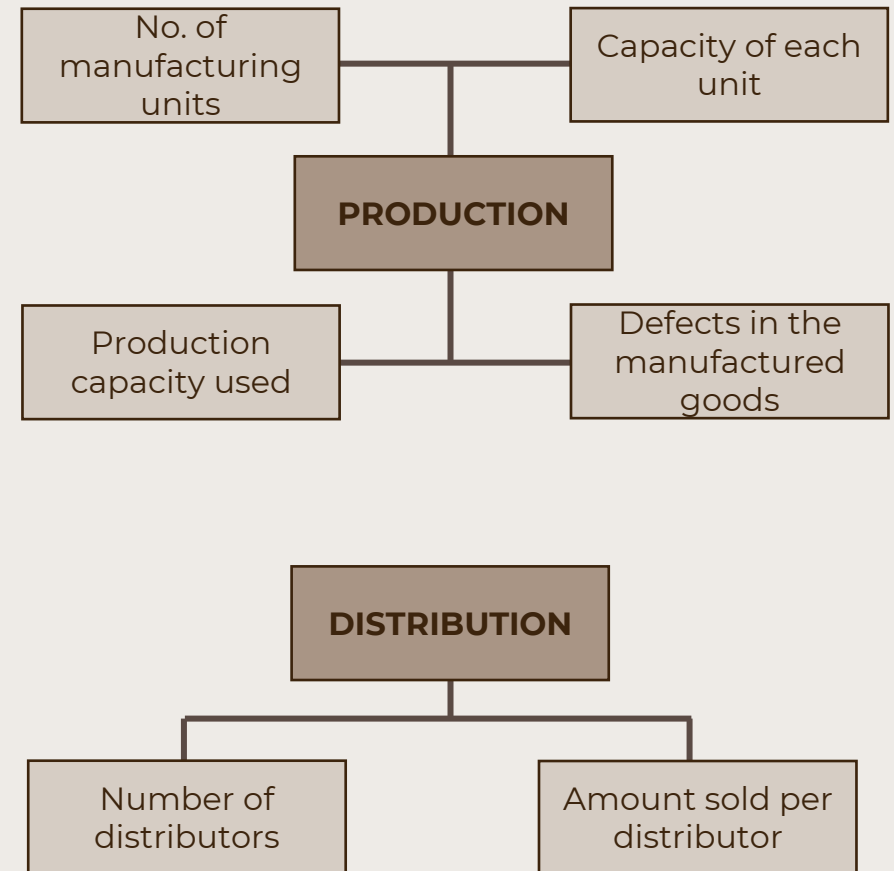 No. of
manufacturing
units
Capacity of each
unit
PRODUCTION
Production
capacity used
Defects in the
manufactured
goods
DISTRIBUTION
Number of
distributors
Amount sold per
distributor